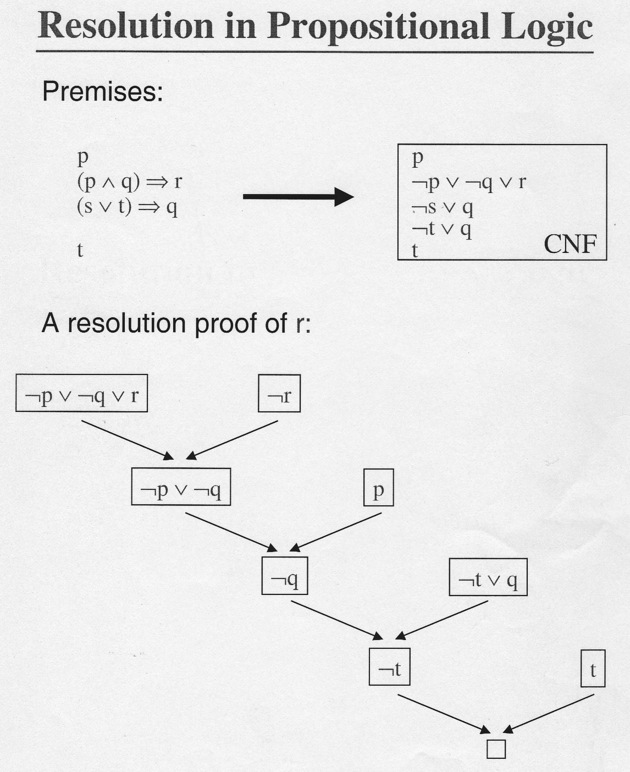 Resolution in Propositional Logic
Premises:
p
(p ∧ q) ⇒ r
(s ∨ t) ⇒ q
t
p
¬p ∨ ¬q ∨ r
¬s ∨ q
¬t ∨ q
t
CNF
A resolution proof of r:
¬p ∨ ¬q ∨ r
¬r
¬p ∨ ¬q
p
¬q
¬t ∨ q
¬t
t